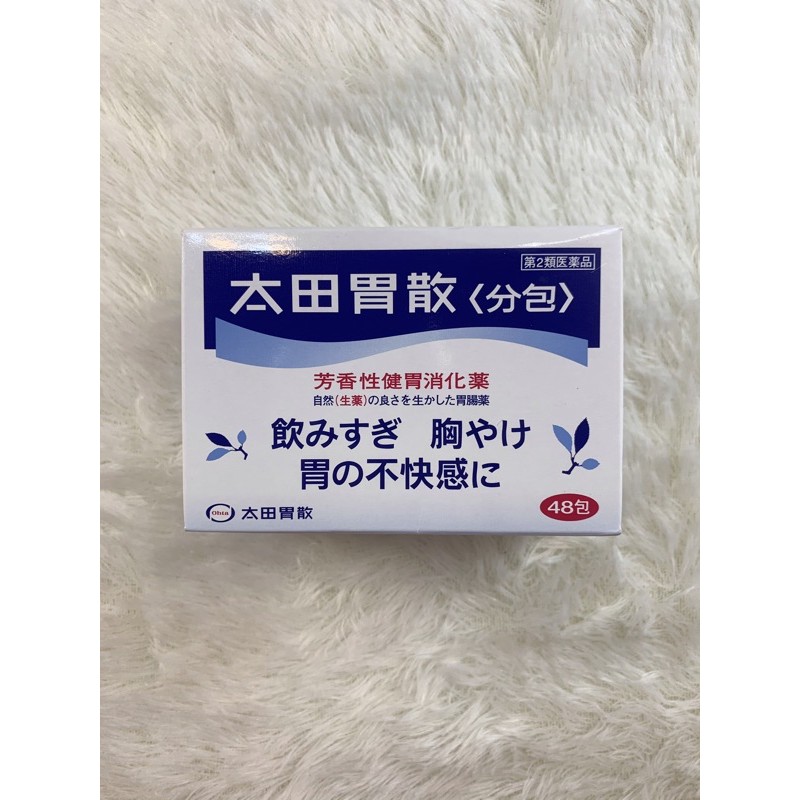 第2類医薬品
太田胃散〈分包〉
芳香性健胃消化薬
自然(生薬)の良さを生かした胃腸薬
飲みすぎ 胸やけ
胃の不快感に
Ohta 太田胃散
48包